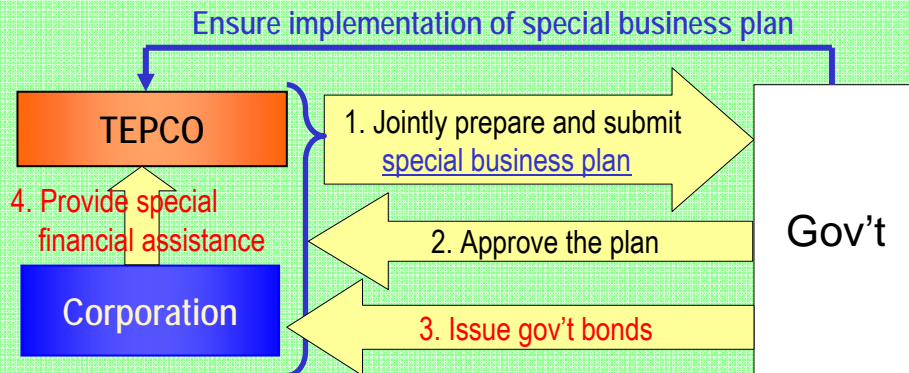 Ensure implementation of special business plan
TEPCO
1. Jointly prepare and submit
special business plan
4. Provide special
financial assistance
2. Approve the plan
Gov't
Corporation
3. Issue gov't bonds